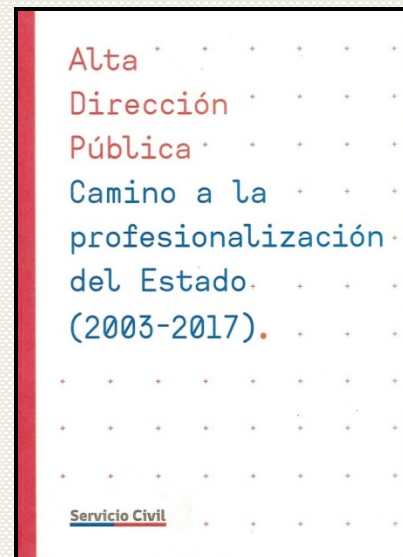 Alta
Dirección
Pública
Camino a la
profesionalización
del Estado
(2003-2017).
Servicio Civil